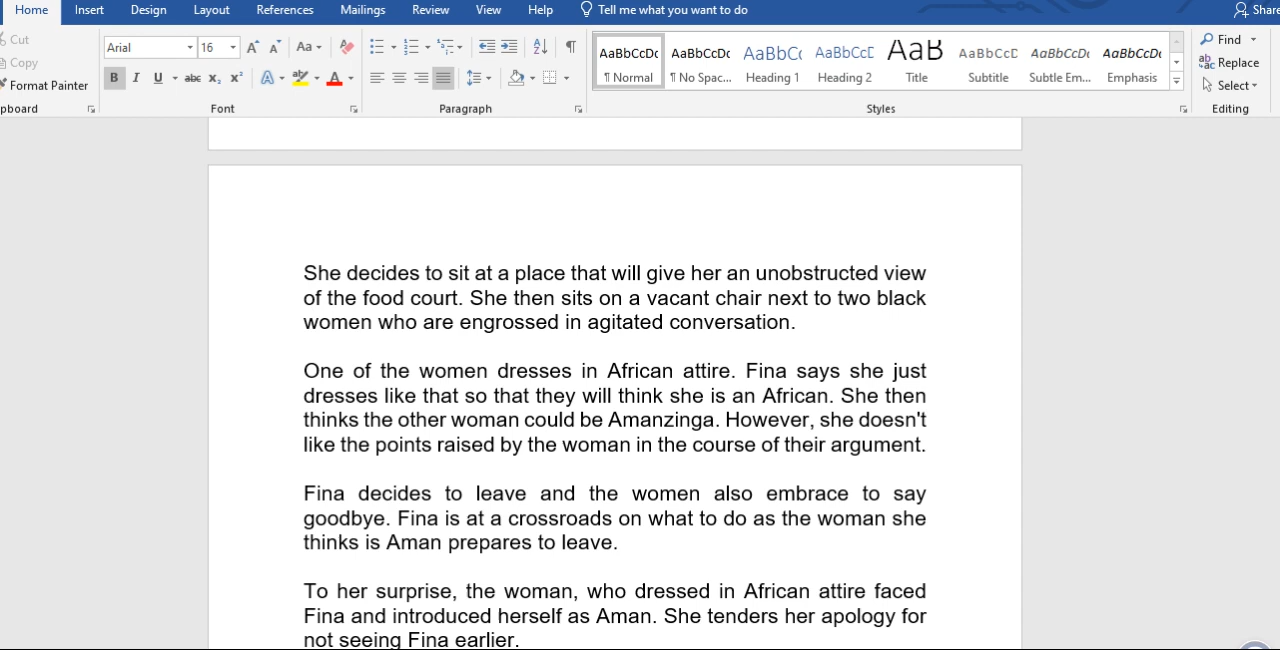 Home Insert Design Layout References Mailings Review View Help Tell me what you want to do Share
Cut
Copy
Format Painter
pboard
Arial 16 Aa
B I U abc X₂ X² A aby A
Font
Paragraph
AaBbCcDc AaBbCcDc AaBbCc AaBbCcD AaB AaBbCcD AaBbCcDc AaBbCcDc
¶ Normal ¶ No Spac... Heading 1 Heading 2 Title Subtitle Subtle Em... Emphasis
Styles
Find
Replace
Select
Editing
She decides to sit at a place that will give her an unobstructed view
of the food court. She then sits on a vacant chair next to two black
women who are engrossed in agitated conversation.
One of the women dresses in African attire. Fina says she just
dresses like that so that they will think she is an African. She then
thinks the other woman could be Amanzinga. However, she doesn't
like the points raised by the woman in the course of their argument.
Fina decides to leave and the women also embrace to say
goodbye. Fina is at a crossroads on what to do as the woman she
thinks is Aman prepares to leave.
To her surprise, the woman, who dressed in African attire faced
Fina and introduced herself as Aman. She tenders her apology for
not seeing Fina earlier.